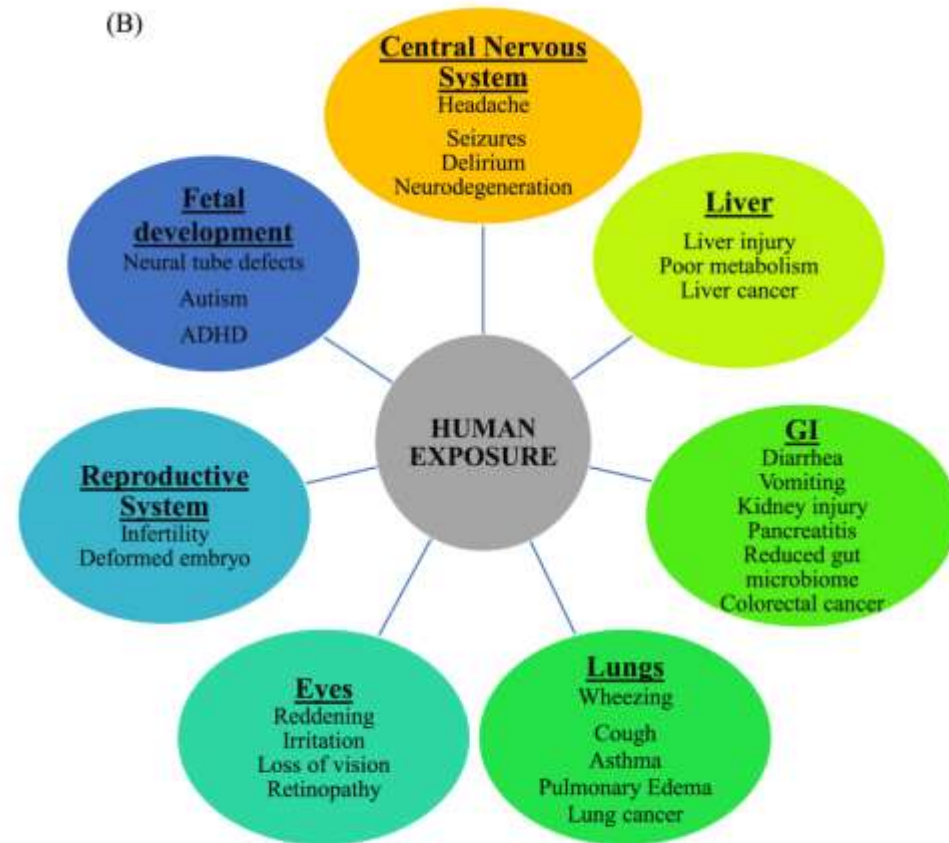 (B)
Central Nervous
System
Headache
Seizures
Delirium
Neurodegeneration
Liver
Liver injury
Poor metabolism
Liver cancer
GI
Diarrhea
Vomiting
Kidney injury
Pancreatitis
Reduced gut
microbiome
Colorectal cancer
Lungs
Wheezing
Cough
Asthma
Pulmonary Edema
Lung cancer
Eyes
Reddening
Irritation
Loss of vision
Retinopathy
Reproductive
System
Infertility
Deformed embryo
Fetal
development
Neural tube defects
Autism
ADHD
HUMAN
EXPOSURE